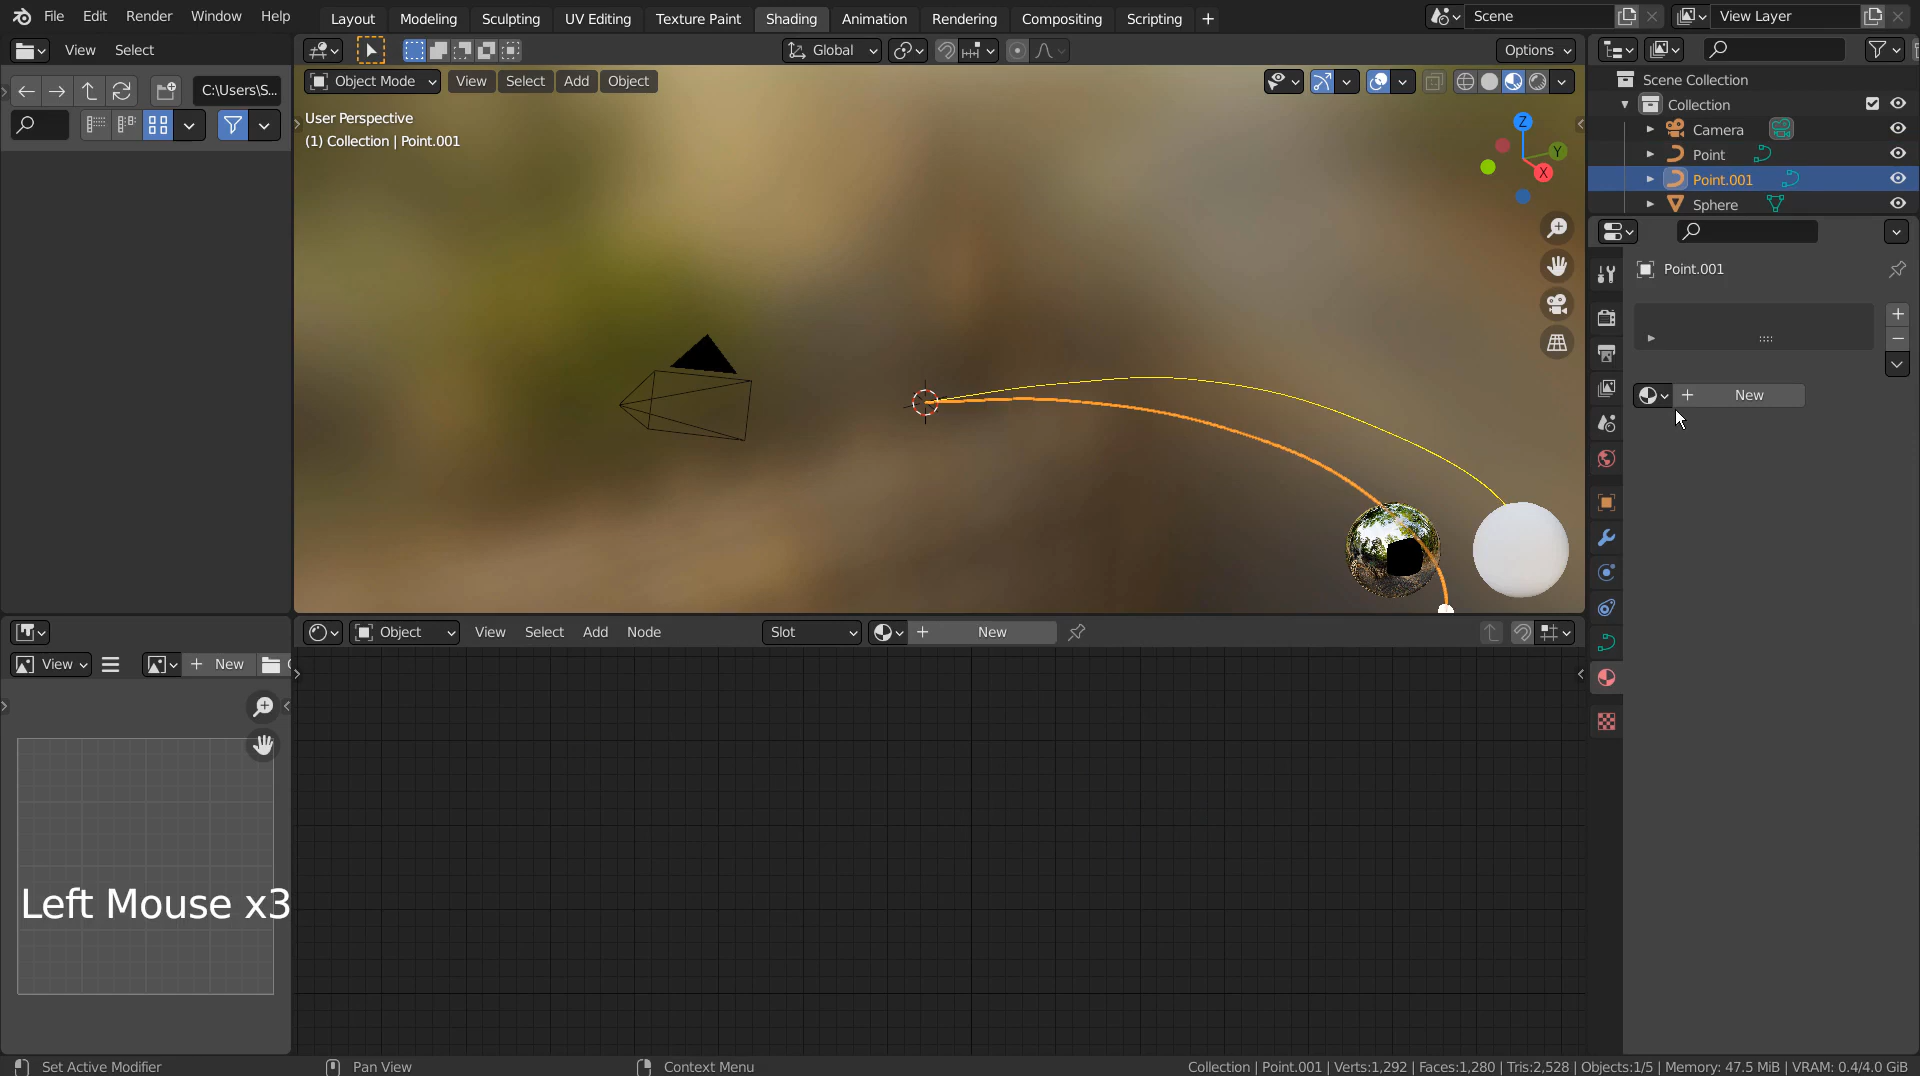 File Edit Render Window Help Layout Modeling Sculpting UV Editing Texture Paint Shading Animation Rendering Compositing Scripting + Scene View Layer
View Select Global Options
C:\Users\S... Object Mode View Select Add Object Scene Collection
Collection
User Perspective
(1) Collection | Point.001
Camera
Point
Point.001
Sphere
Z
Y
X
Point.001
New
Object View Select Add Node Slot New
View New
Left Mouse x3
Set Active Modifier Pan View Context Menu Collection | Point.001 | Verts:1,292 | Faces:1,280 | Tris:2,528 | Objects:1/5 | Memory: 47.5 MiB | VRAM: 0.4/4.0 GiB